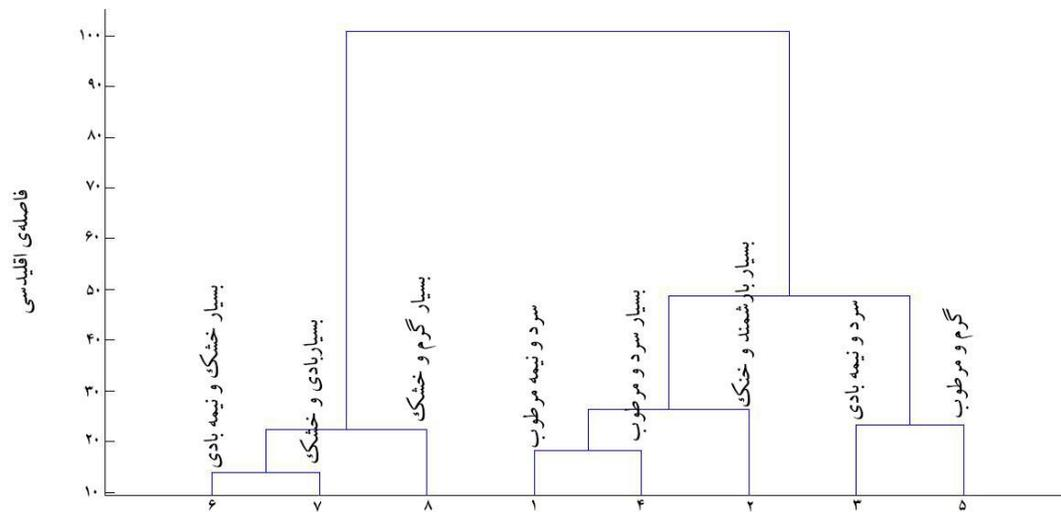 ۱۰۰
۹۰
۸۰
۷۰
۶۰
۵۰
۴۰
۳۰
۲۰
۱۰
فاصله‌ی اقلیدسی
بسیار خشک و نیمه بادی
بسیاربادی و خشک
بسیار گرم و خشک
سرد و نیمه مرطوب
بسیار سرد و مرطوب
بسیار بارشمند و خنک
سرد و نیمه بادی
گرم و مرطوب
۶ ۷ ۸ ۱ ۴ ۲ ۳ ۵